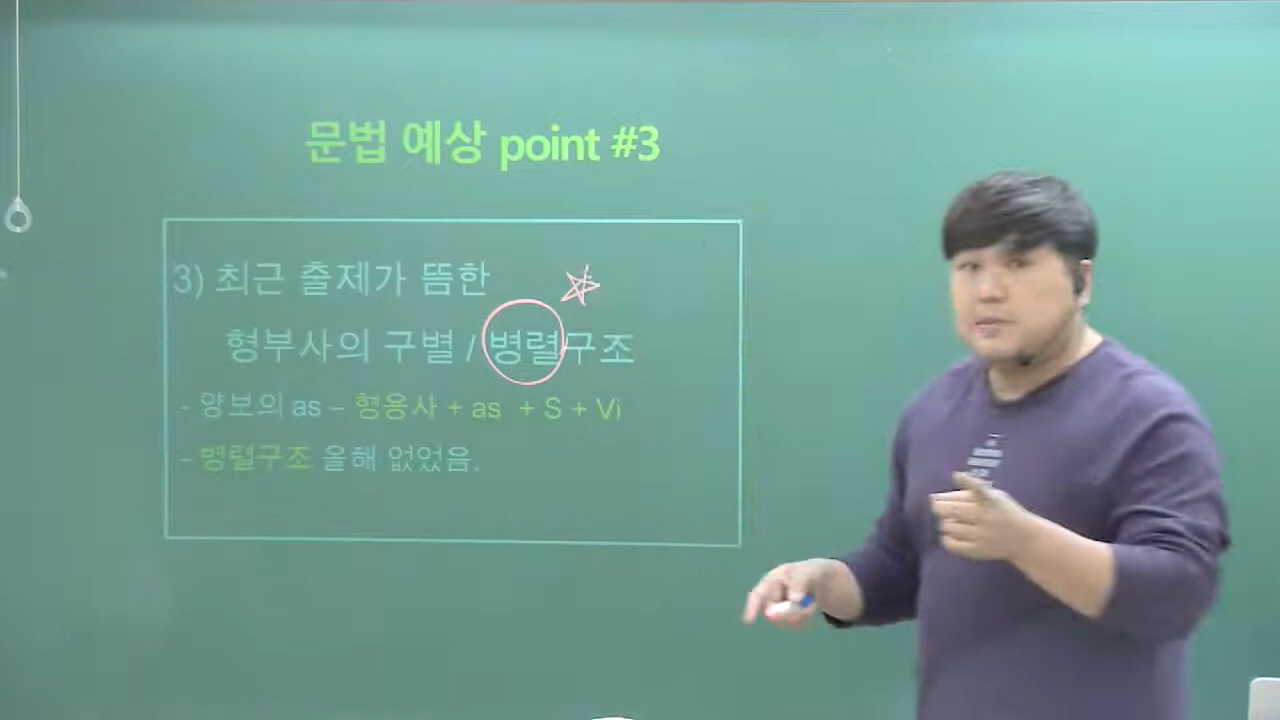 문법 예상 point #3
3) 최근 출제가 뜸한
형부사의 구별 / 병렬구조
- 양보의 as – 형용사 + as + S + Vi
- 병렬구조 올해 없었음.